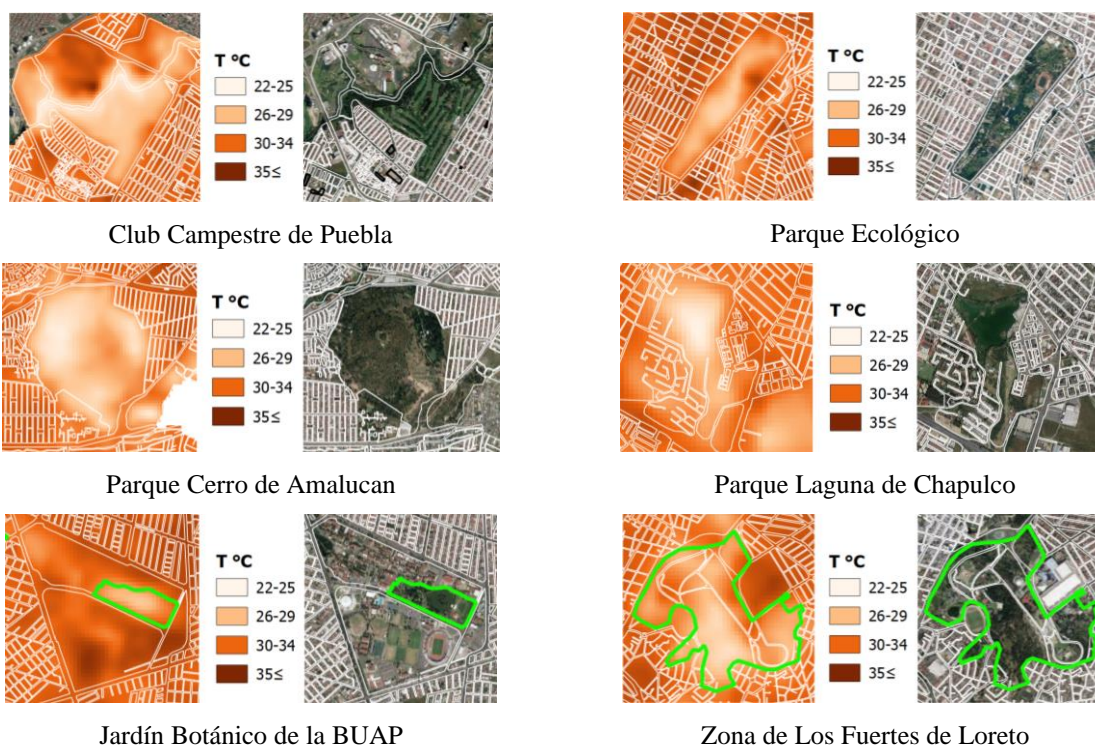 T °C
22-25
26-29
30-34
35≤
Club Campestre de Puebla
T °C
22-25
26-29
30-34
35≤
Parque Ecológico
T °C
22-25
26-29
30-34
35≤
Parque Cerro de Amalucan
T °C
22-25
26-29
30-34
35≤
Parque Laguna de Chapulco
T °C
22-25
26-29
30-34
35≤
Jardín Botánico de la BUAP
T °C
22-25
26-29
30-34
35≤
Zona de Los Fuertes de Loreto